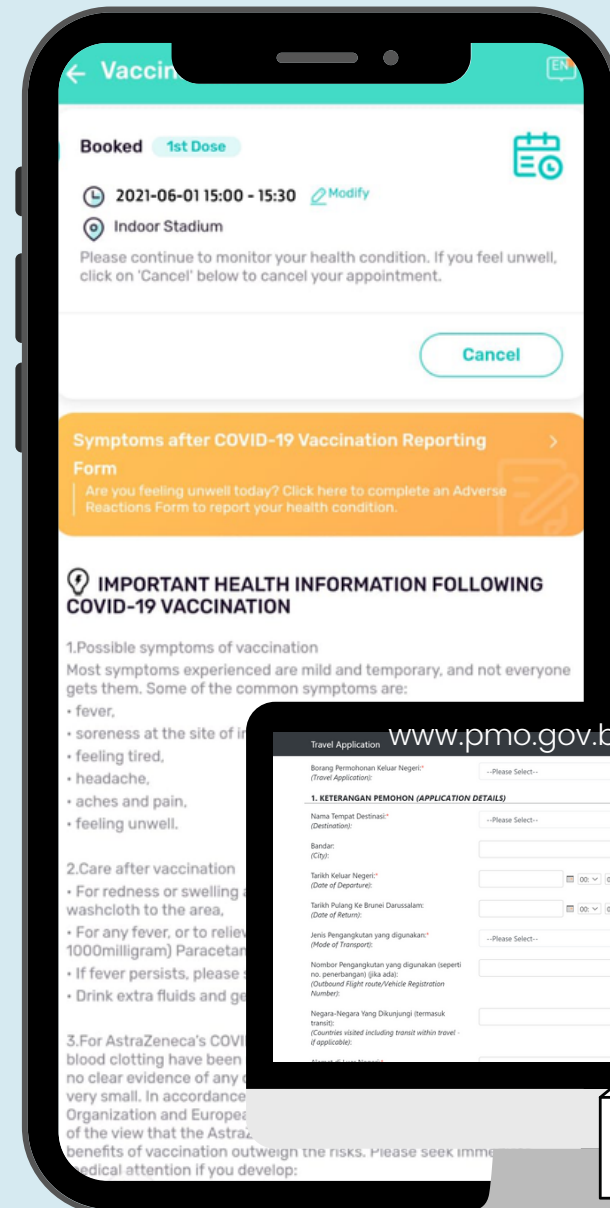 Vaccin
EN
Booked 1st Dose
2021-06-01 15:00 - 15:30 Modify
Indoor Stadium
Please continue to monitor your health condition. If you feel unwell,
click on 'Cancel' below to cancel your appointment.
Cancel
Symptoms after COVID-19 Vaccination Reporting
Form
Are you feeling unwell today? Click here to complete an Adverse
Reactions Form to report your health condition.
IMPORTANT HEALTH INFORMATION FOLLOWING
COVID-19 VACCINATION
1.Possible symptoms of vaccination
Most symptoms experienced are mild and temporary, and not everyone
gets them. Some of the common symptoms are:
• fever,
• soreness at the site of
• feeling tired,
• headache,
• aches and pain,
• feeling unwell.
2.Care after vaccination
• For redness or swelling
washcloth to the area,
• For any fever, or to
1000milligram)
• If fever persists, please
• Drink extra fluids and
3.For AstraZeneca's
blood clotting have been
no clear evidence of any
very small. In accordance
Organization and
of the view that the
benefits of vaccination outweigh the risks. Please seek
medical attention if you develop:
Travel Application www.pmo.gov.b
Borang Permohonan Keluar Negeri:* --Please Select--
(Travel Application):
1. KETERANGAN PEMOHON (APPLICATION DETAILS)
Nama Tempat Destinasi:* --Please Select--
(Destination):
Bandar:
(City):
Tarikh Keluar Negeri:* 00:
(Date of Departure):
Tarikh Pulang Ke Brunei Darussalam: 00:
(Date of Return):
Jenis Pengangkutan yang digunakan:* --Please Select--
(Mode of Transport):
Nombor Pengangkutan yang digunakan (seperti
no. penerbangan) (jika ada):
(Outbound Flight route/Vehicle Registration
Number):
Negara-Negara Yang Dikunjungi (termasuk
transit):
(Countries visited including transit within travel -
if applicable):